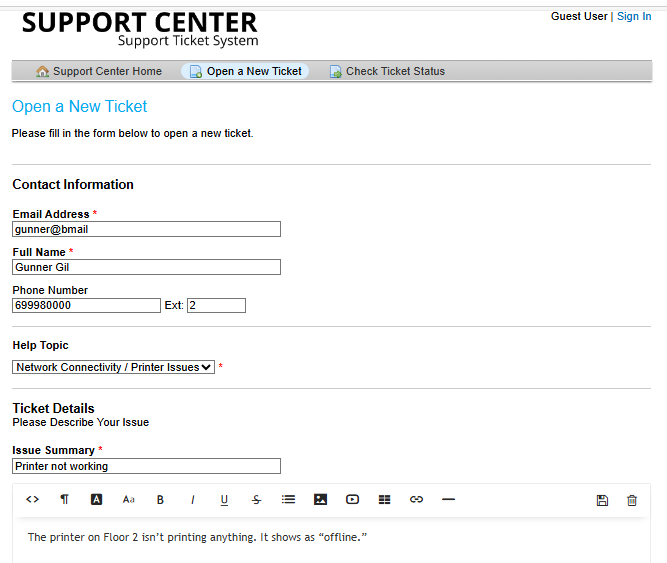 SUPPORT CENTER
Support Ticket System
Guest User | Sign In
Support Center Home Open a New Ticket Check Ticket Status
Open a New Ticket
Please fill in the form below to open a new ticket.
Contact Information
Email Address *
gunner@bmail
Full Name *
Gunner Gil
Phone Number
699980000 Ext: 2
Help Topic
Network Connectivity / Printer Issues *
Ticket Details
Please Describe Your Issue
Issue Summary *
Printer not working
<> ¶ A Aa B I U S
The printer on Floor 2 isn’t printing anything. It shows as “offline.”